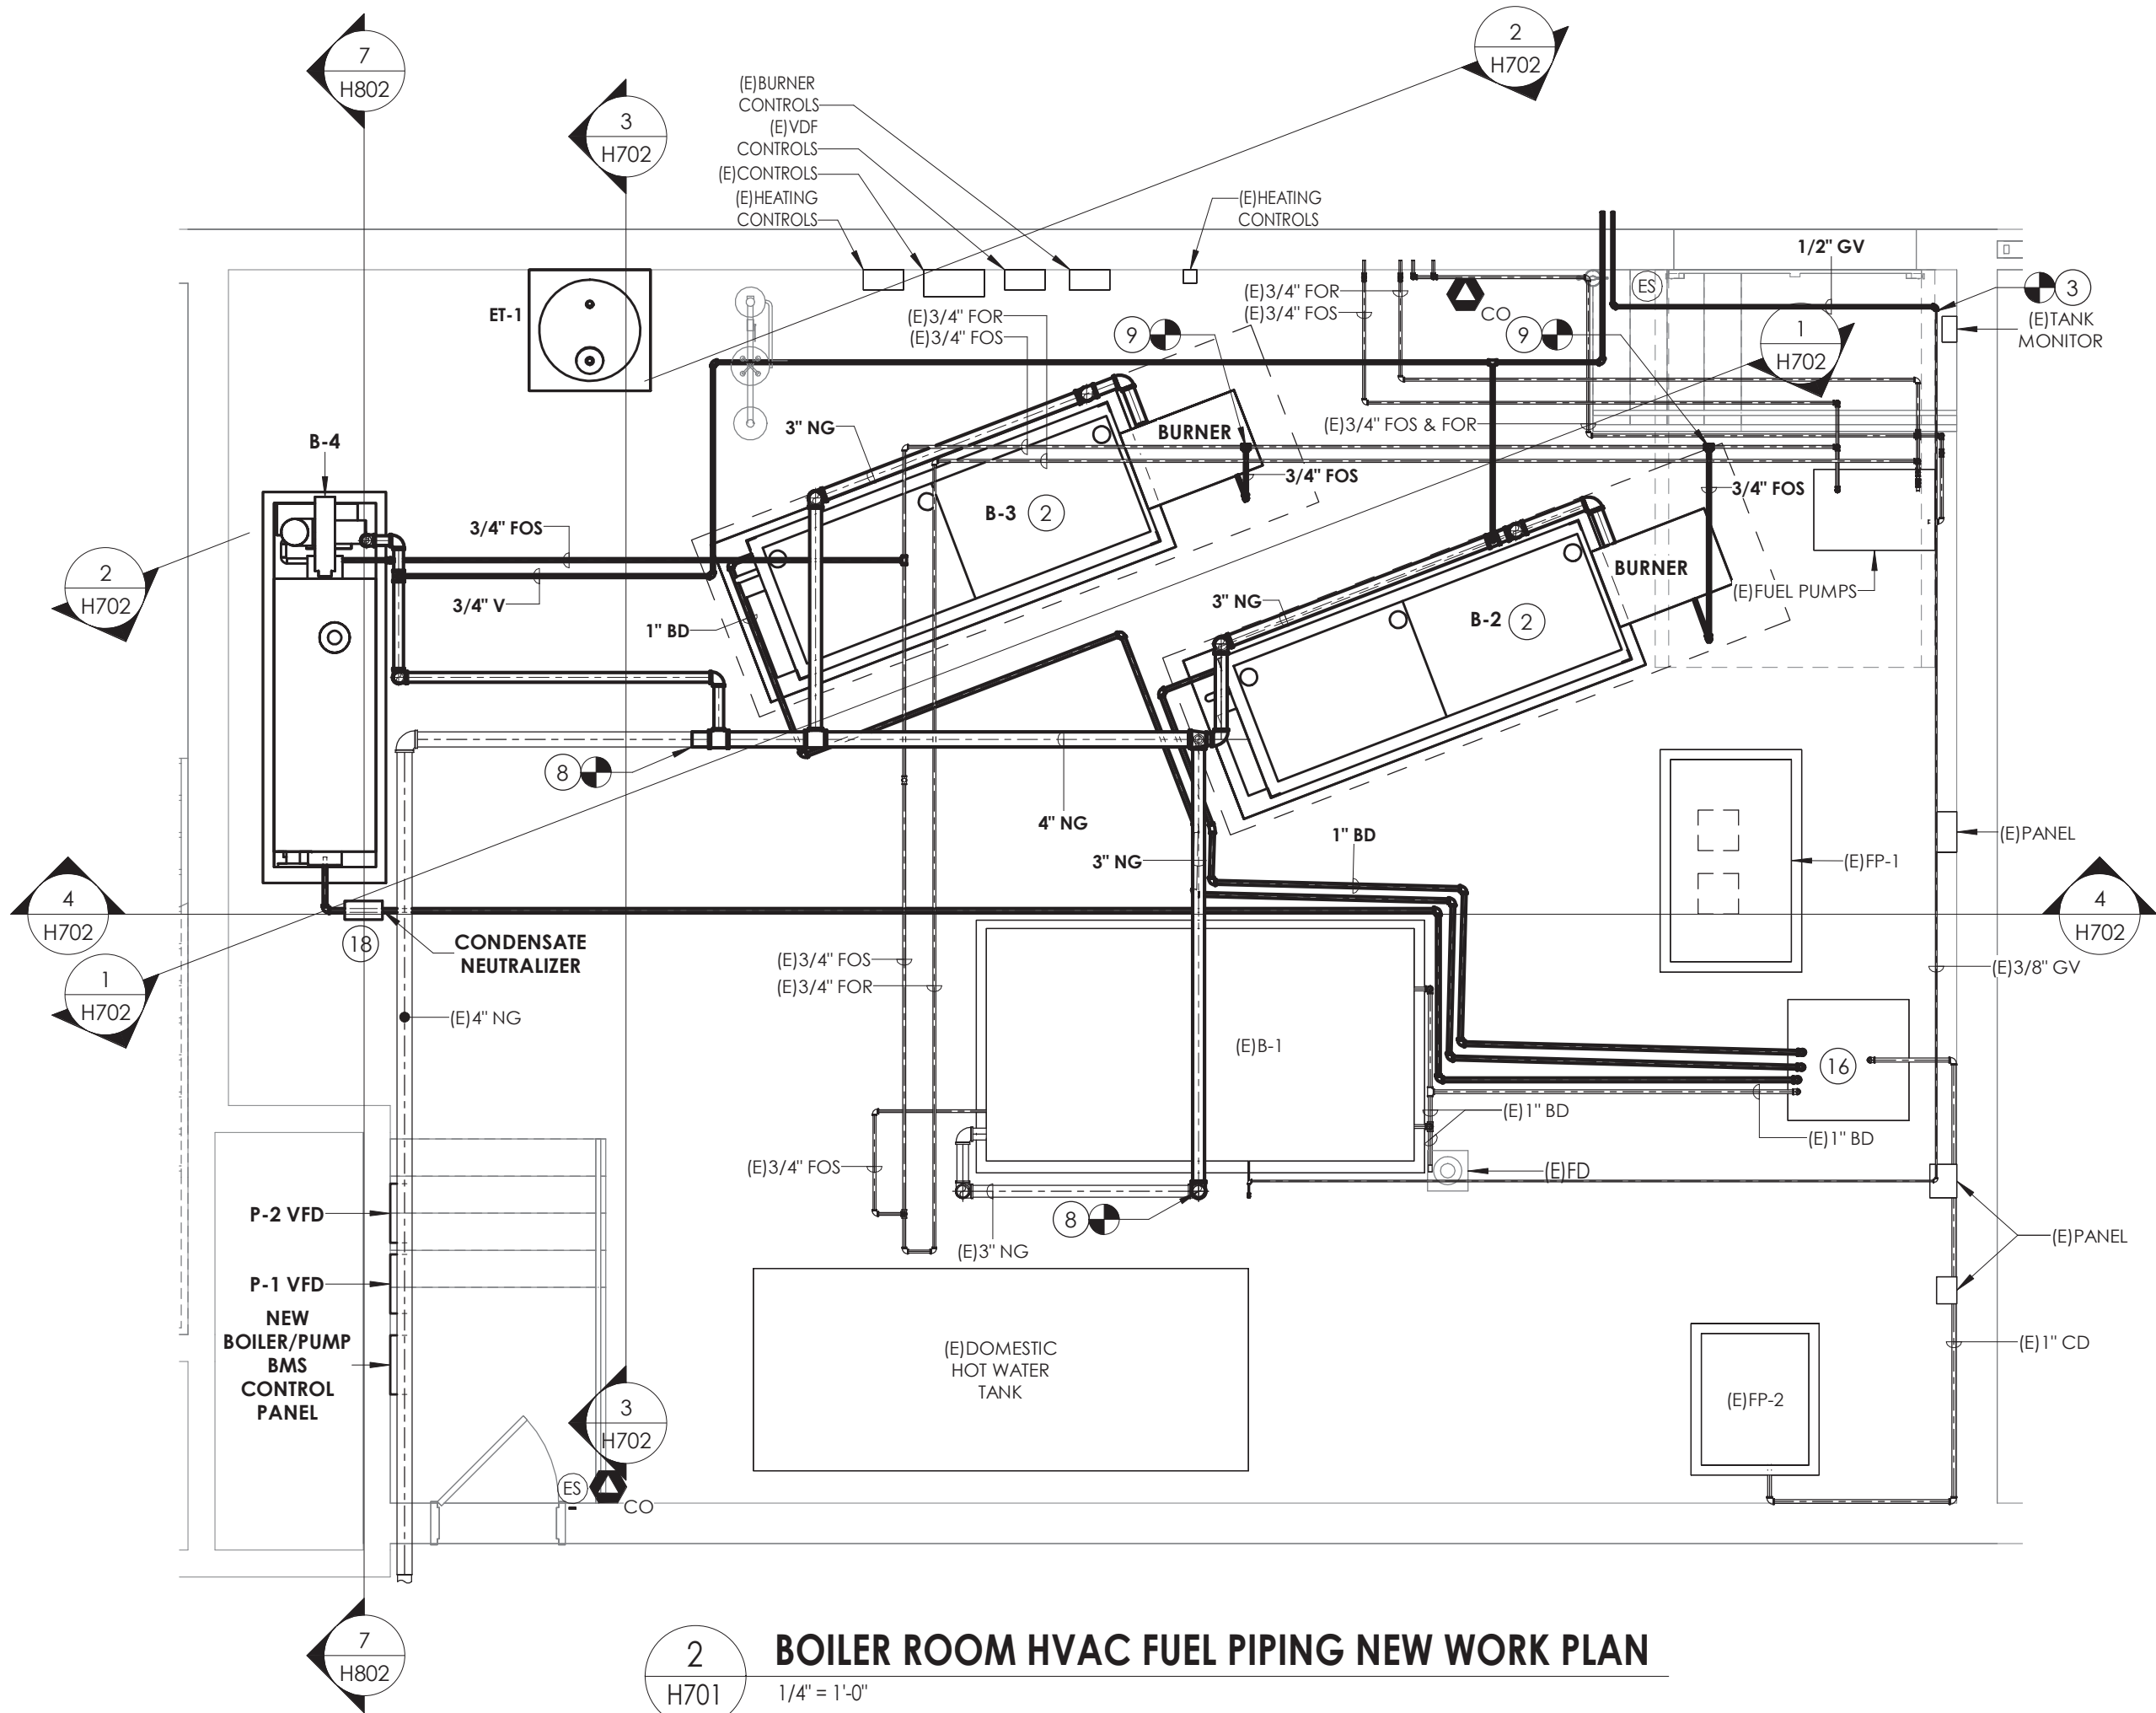 7
H802
2
H702
3
H702
(E)BURNER
CONTROLS
(E)VDF
CONTROLS
(E)CONTROLS
(E)HEATING
CONTROLS
(E)HEATING
CONTROLS
1/2" GV
ES
3
(E)TANK
MONITOR
ET-1
(E)3/4" FOR
(E)3/4" FOS
CO
(E)3/4" FOR
(E)3/4" FOS
9
9
1
H702
3" NG
BURNER
(E)3/4" FOS & FOR
B-4
3/4" FOS
3/4" FOS
B-3
2
3/4" FOS
2
H702
3/4" V
1" BD
3" NG
BURNER
(E)FUEL PUMPS
B-2
2
8
4" NG
1" BD
3" NG
(E)PANEL
(E)FP-1
4
H702
4
H702
18
CONDENSATE
NEUTRALIZER
(E)3/4" FOS
(E)3/4" FOR
(E)3/8" GV
1
H702
(E)4" NG
(E)B-1
16
(E)1" BD
(E)1" BD
(E)3/4" FOS
(E)FD
8
(E)3" NG
P-2 VFD
(E)PANEL
P-1 VFD
NEW
BOILER/PUMP
BMS
CONTROL
PANEL
(E)DOMESTIC
HOT WATER
TANK
(E)1" CD
(E)FP-2
3
H702
ES
CO
7
H802
2
H701
BOILER ROOM HVAC FUEL PIPING NEW WORK PLAN
1/4" = 1'-0"